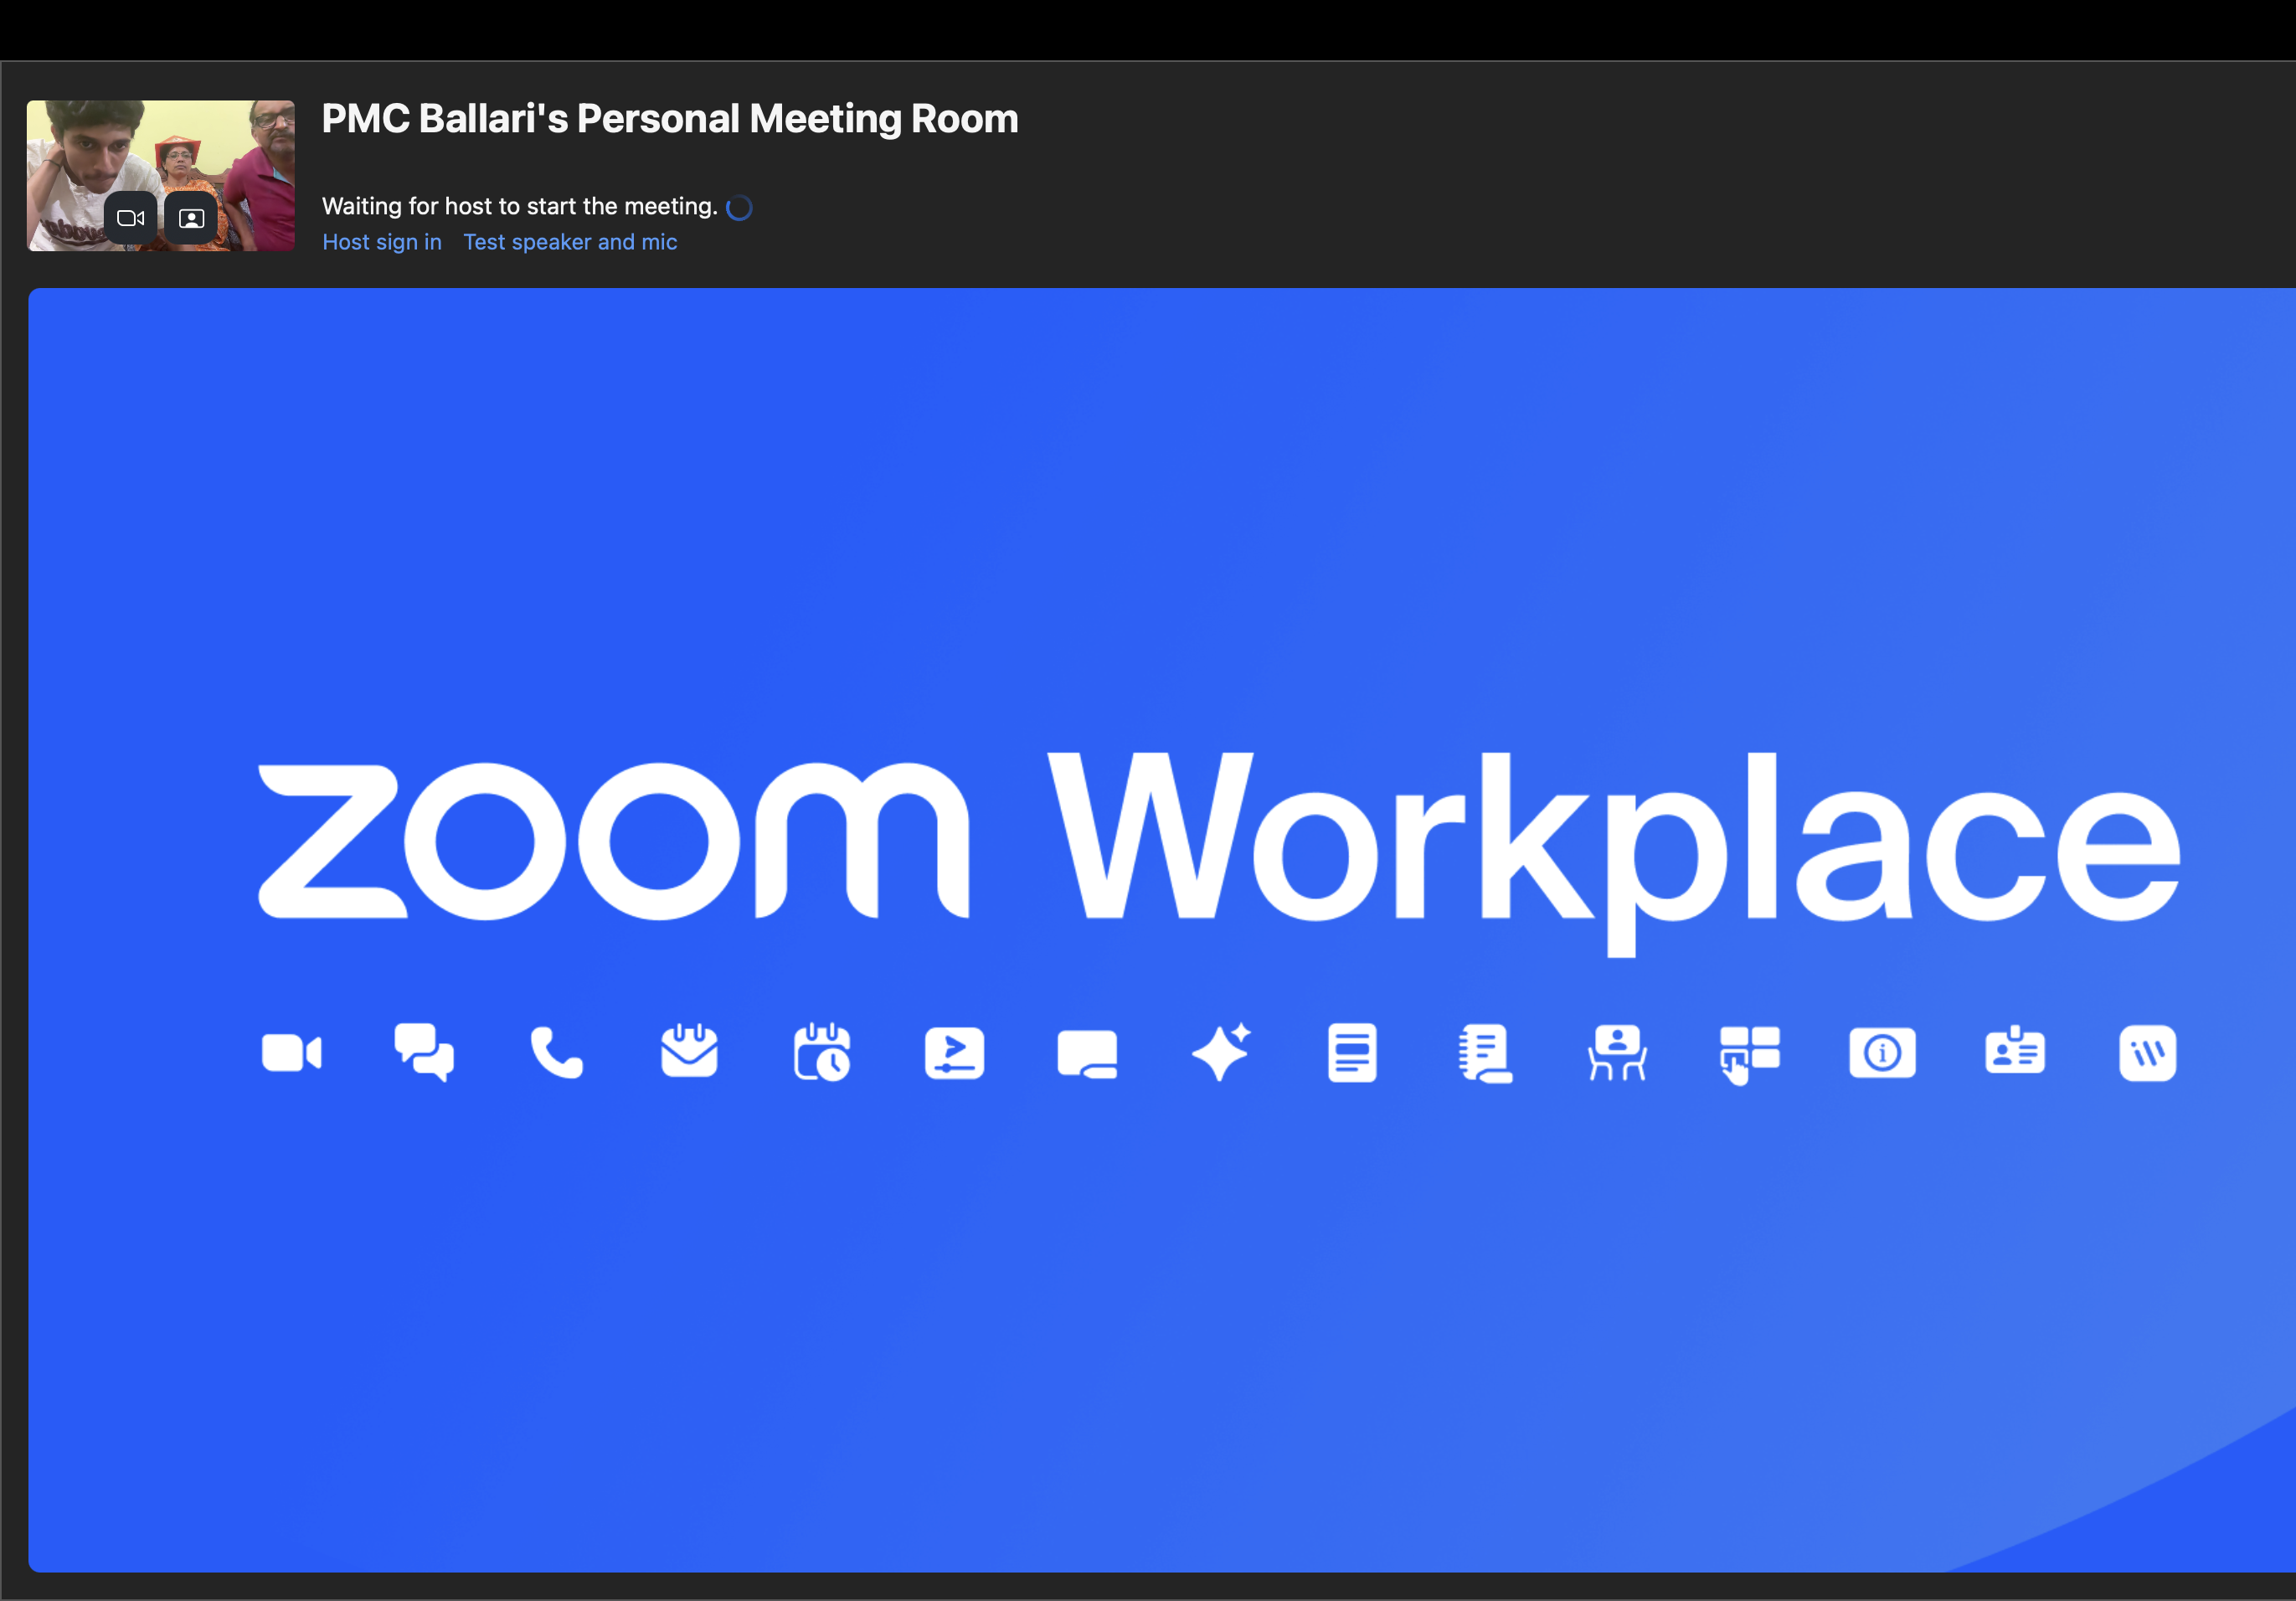 PMC Ballari's Personal Meeting Room
Waiting for host to start the meeting.
Host sign in Test speaker and mic
zoom Workplace